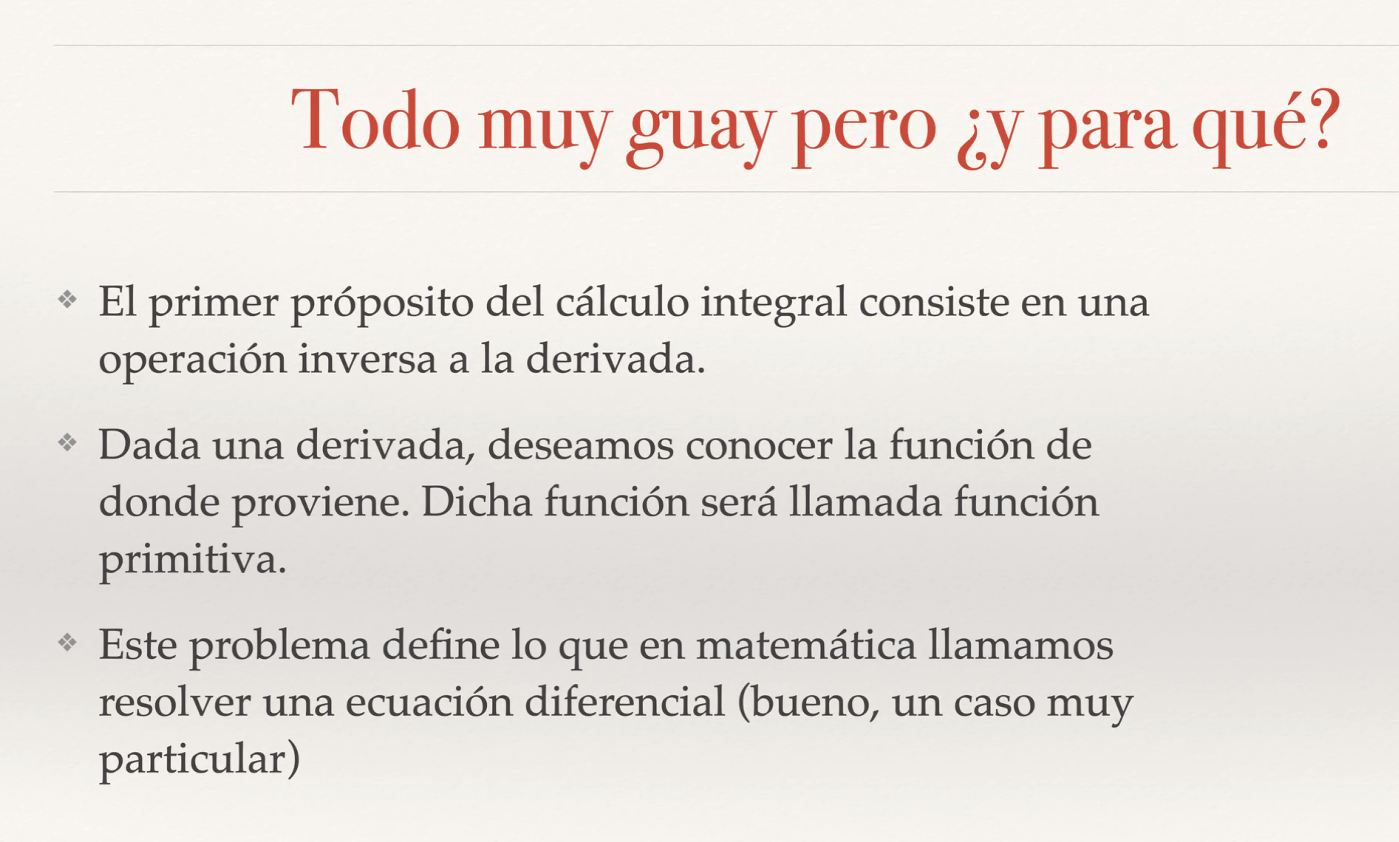 Todo muy guay pero ¿y para qué?
❖ El primer próposito del cálculo integral consiste en una
operación inversa a la derivada.
❖ Dada una derivada, deseamos conocer la función de
donde proviene. Dicha función será llamada función
primitiva.
❖ Este problema define lo que en matemática llamamos
resolver una ecuación diferencial (bueno, un caso muy
particular)